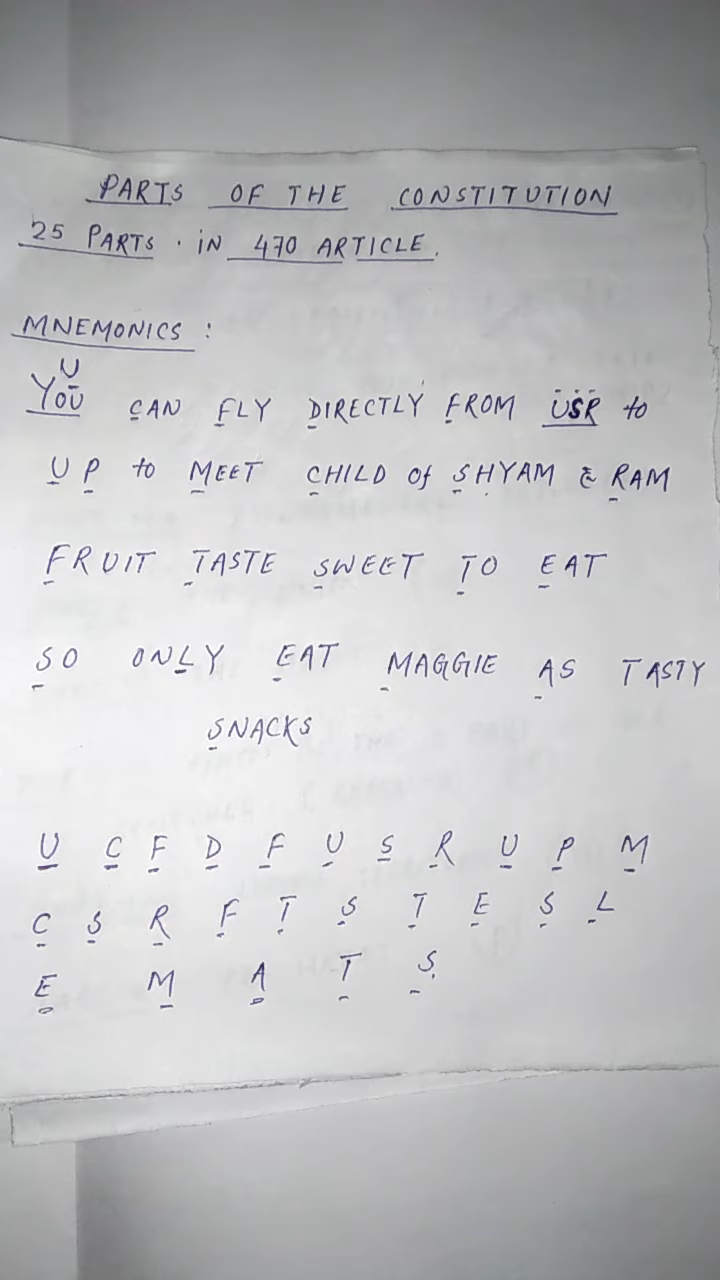 PARTS OF THE CONSTITUTION
25 PARTS . iN 470 ARTICLE.
MNEMONICS :
U
YOU CAN FLY DIRECTLY FROM USR to
UP to MEET CHILD of SHYAM & RAM
FRUIT TASTE SWEET TO EAT
SO ONLY EAT MAGGIE AS TASTY
SNACKS
U C F D F U S R U P M
C S R F T S T E S L
E M A T S.